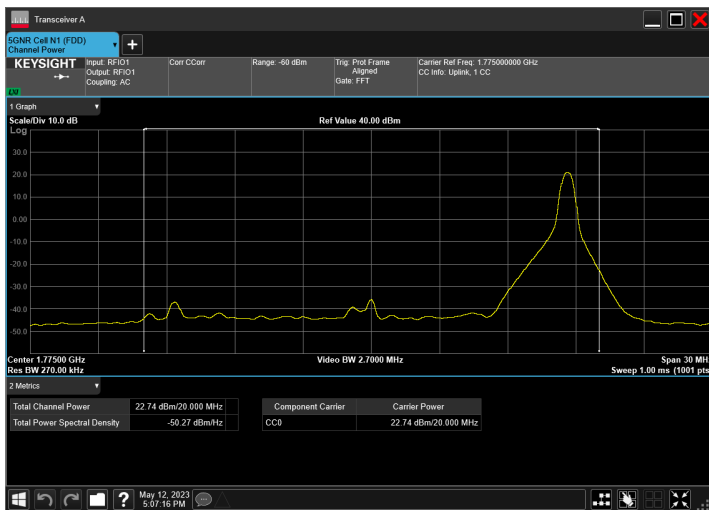 Transceiver A
5GNR Cell N1 (FDD)
Channel Power
+
KEYSIGHT
Input: RFIO1
Output: RFIO1
Coupling: AC
Corr CCorr
Range: -60 dBm
Trig: Prot Frame
Aligned
Gate: FFT
Carrier Ref Freq: 1.775000000 GHz
CC Info: Uplink, 1 CC
LXI
1 Graph
Scale/Div 10.0 dB
Ref Value 40.00 dBm
Log
30.0
20.0
10.0
0.00
-10.0
-20.0
-30.0
-40.0
-50.0
Center 1.77500 GHz
Video BW 2.7000 MHz
Span 30 MH
Res BW 270.00 kHz
Sweep 1.00 ms (1001 pts
2 Metrics
Total Channel Power 22.74 dBm/20.000 MHz
Total Power Spectral Density -50.27 dBm/Hz
Component Carrier Carrier Power
CC0 22.74 dBm/20.000 MHz
?
May 12, 2023
5:07:16 PM